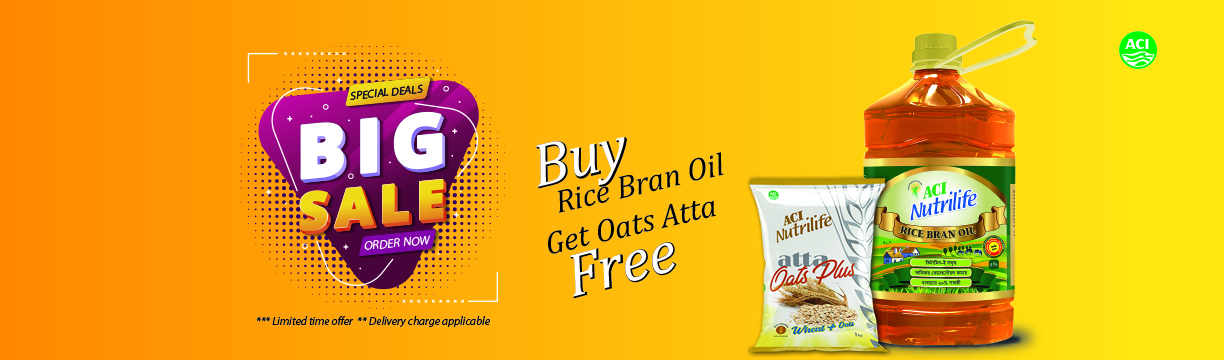 SPECIAL DEALS
BIG
SALE
ORDER NOW
*** Limited time offer  ** Delivery charge applicable
Buy
Rice Bran Oil
Get Oats Atta
Free
ACI
Nutrilife
atta
Oats Plus
Wheat + Oats
ACI
ACI
Nutrilife
RICE BRAN OIL